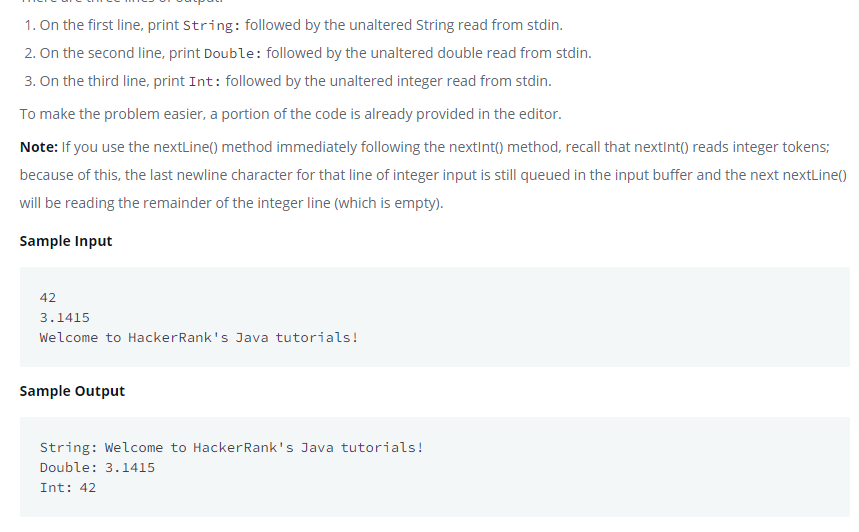 There are three lines of output:
1. On the first line, print String: followed by the unaltered String read from stdin.
2. On the second line, print Double: followed by the unaltered double read from stdin.
3. On the third line, print Int: followed by the unaltered integer read from stdin.
To make the problem easier, a portion of the code is already provided in the editor.
Note: If you use the nextLine() method immediately following the nextInt() method, recall that nextInt() reads integer tokens;
because of this, the last newline character for that line of integer input is still queued in the input buffer and the next nextLine()
will be reading the remainder of the integer line (which is empty).
Sample Input
42
3.1415
Welcome to HackerRank's Java tutorials!
Sample Output
String: Welcome to HackerRank's Java tutorials!
Double: 3.1415
Int: 42